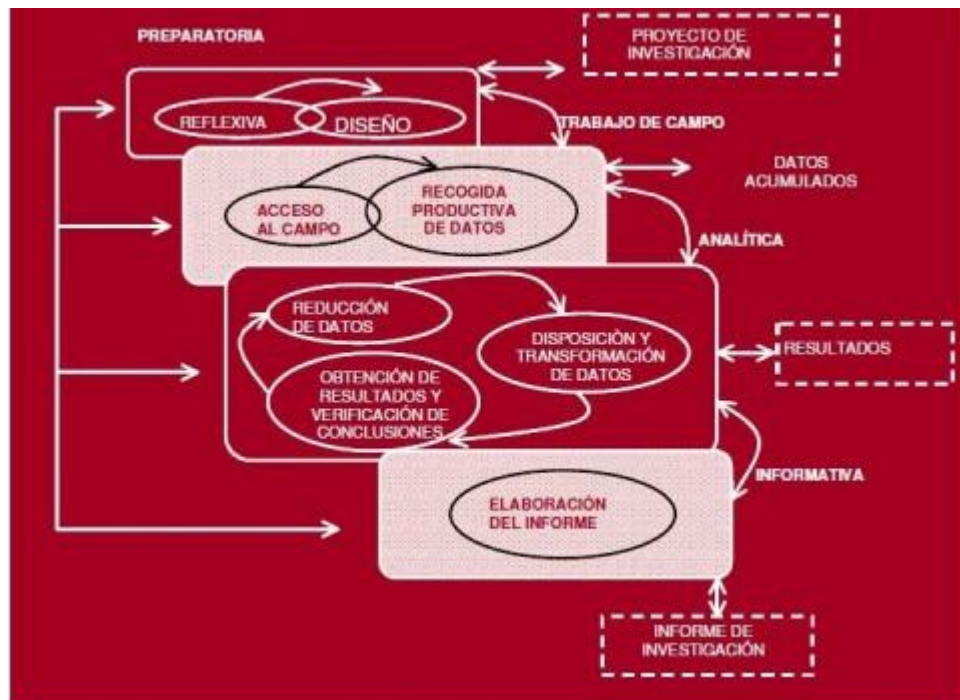 PREPARATORIA
PROYECTO DE
INVESTIGACIÓN
REFLEXIVA
DISEÑO
TRABAJO DE CAMPO
DATOS
ACUMULADOS
ACCESO
AL CAMPO
RECOGIDA
PRODUCTIVA
DE DATOS
ANALÍTICA
REDUCCIÓN
DE DATOS
DISPOSICIÒN Y
TRANSFORMACIÓN
DE DATOS
RESULTADOS
OBTENCIÓN DE
RESULTADOS Y
VERIFICACIÓN DE
CONCLUSIONES
INFORMATIVA
ELABORACIÓN
DEL INFORME
INFORME DE
INVESTIGACIÓN